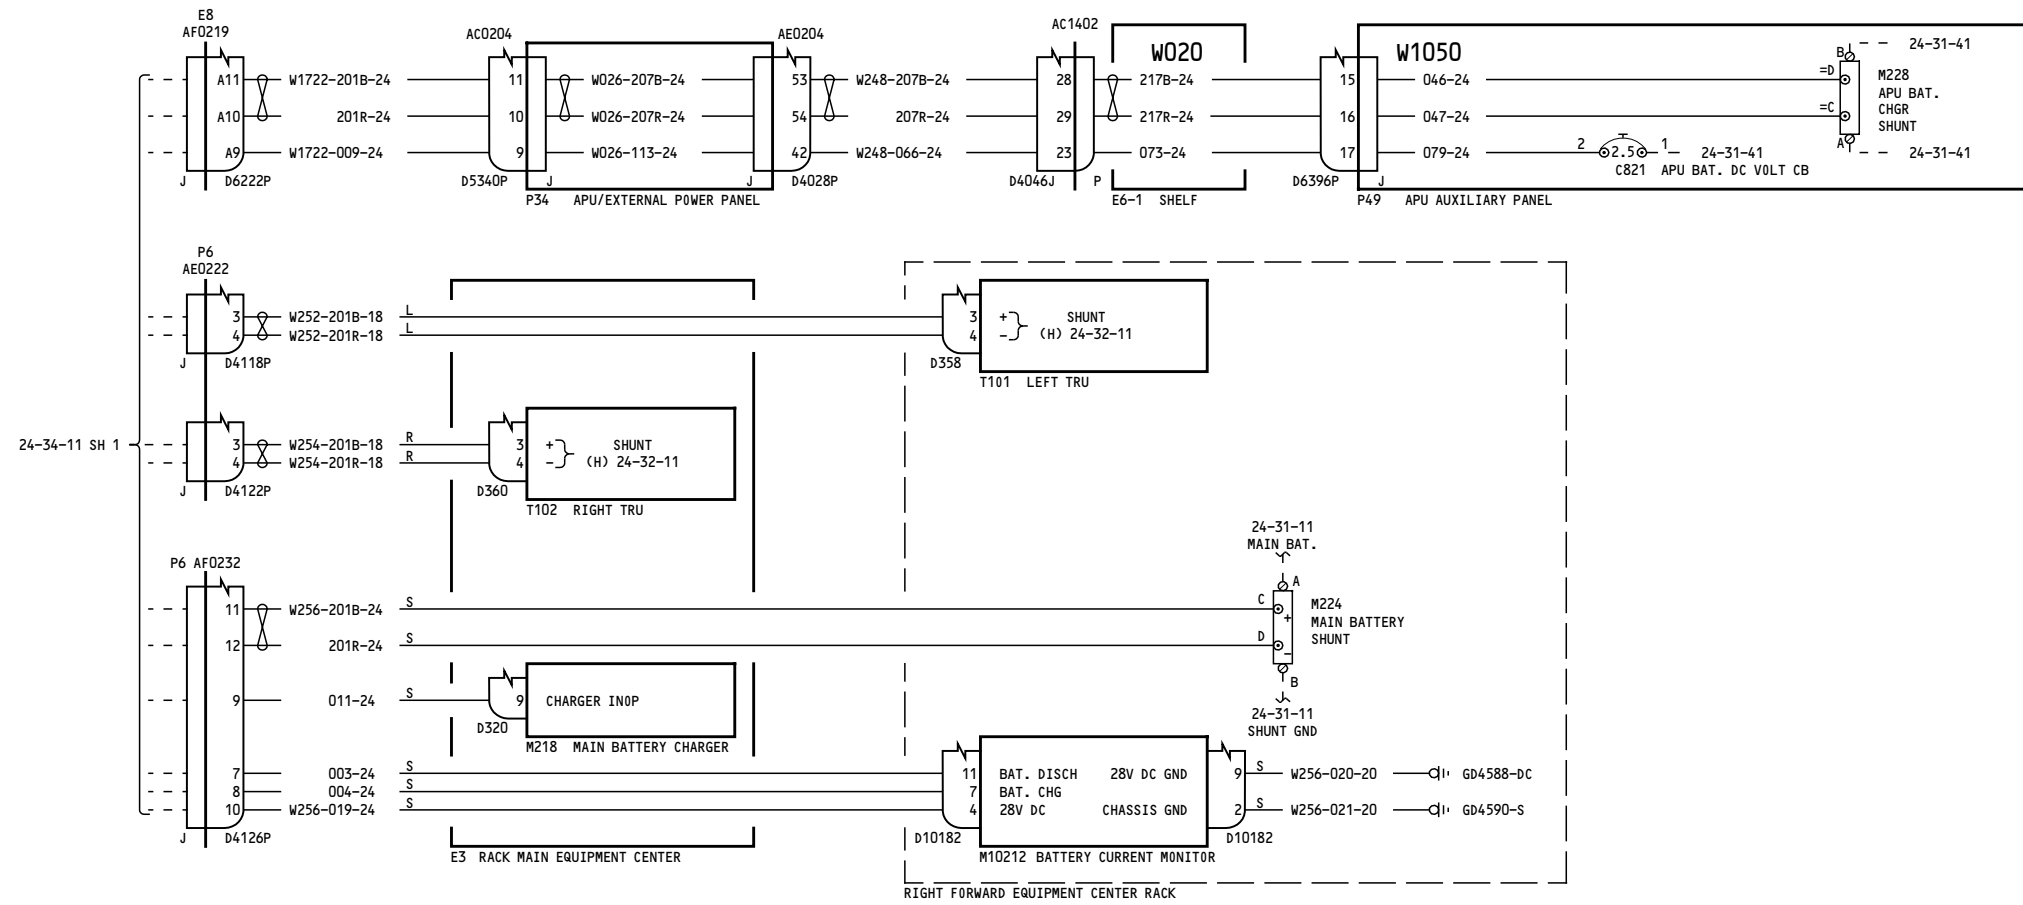 E8
AF0219
A11 W1722-201B-24
A10 201R-24
A9 W1722-009-24
J D6222P
AC0204
11 W026-207B-24
10 W026-207R-24
9 W026-113-24
D5340P J J
P34 APU/EXTERNAL POWER PANEL
AE0204
53 W248-207B-24
54 207R-24
42 W248-066-24
D4028P
AC1402
28 217B-24
29 217R-24
23 073-24
D4046J P
W020
E6-1 SHELF
W1050
15 046-24
16 047-24
17 079-24
D6396P J
P49 APU AUXILIARY PANEL
2 2.5 1 24-31-41
C821 APU BAT. DC VOLT CB
B 24-31-41
=D
=C
A 24-31-41
M228
APU BAT.
CHGR
SHUNT
24-34-11 SH 1
P6
AE0222
3 W252-201B-18 L
4 W252-201R-18 L
J D4118P
3 + SHUNT
4 - (H) 24-32-11
D358
T101 LEFT TRU
3 W254-201B-18 R
4 W254-201R-18 R
J D4122P
3 + SHUNT
4 - (H) 24-32-11
D360
T102 RIGHT TRU
P6 AF0232
11 W256-201B-24 S
12 201R-24 S
9 011-24 S
7 003-24 S
8 004-24 S
10 W256-019-24 S
J D4126P
9 CHARGER INOP
D320
M218 MAIN BATTERY CHARGER
E3 RACK MAIN EQUIPMENT CENTER
24-31-11
MAIN BAT.
A
C
+
D
-
B
M224
MAIN BATTERY
SHUNT
24-31-11
SHUNT GND
11 BAT. DISCH 28V DC GND 9 S W256-020-20 GD4588-DC
7 BAT. CHG
4 28V DC CHASSIS GND 2 S W256-021-20 GD4590-S
D10182 D10182
M10212 BATTERY CURRENT MONITOR
RIGHT FORWARD EQUIPMENT CENTER RACK